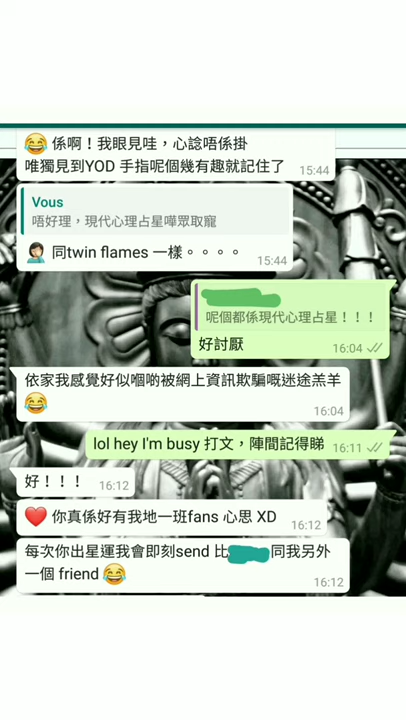 😂 係啊！我眼見哇，心諗唔係掛
唯獨見到YOD 手指呢個幾有趣就記住了
15:44
Vous
唔好理，現代心理占星嘩眾取寵
🤦🏻‍♀️ 同twin flames 一樣。。。。
15:44
呢個都係現代心理占星！！！
好討厭
16:04
依家我感覺好似嗰啲被網上資訊欺騙嘅迷途羔羊
😂
16:04
lol hey I'm busy 打文，陣間記得睇
16:11
好！！！
16:12
❤️ 你真係好有我地一班fans 心思 XD
16:12
每次你出星運我會即刻send 比 同我另外
一個 friend 😂
16:12